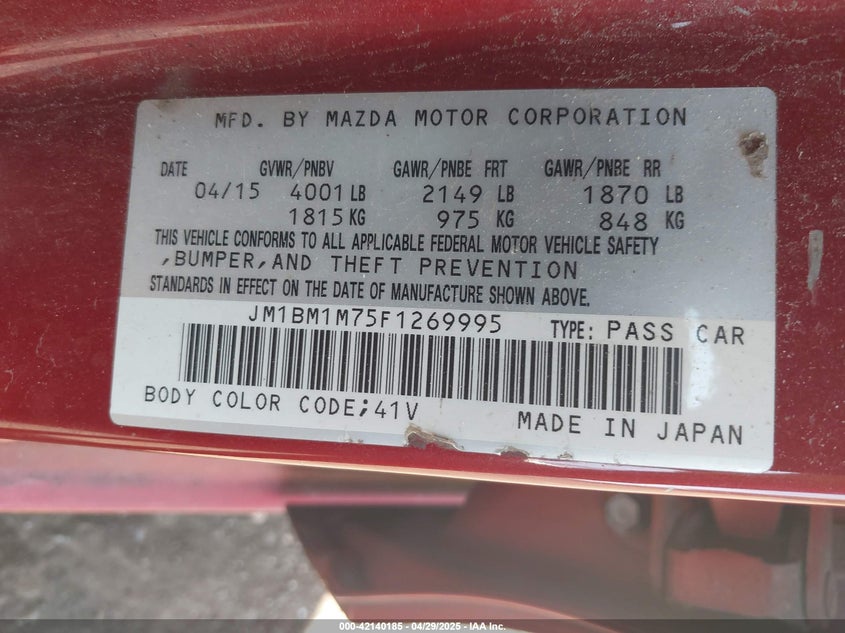 MFD. BY MAZDA MOTOR CORPORATION
DATE GVWR/PNBV GAWR/PNBE FRT GAWR/PNBE RR
04/15 4001 LB 2149 LB 1870 LB
1815 KG 975 KG 848 KG
THIS VEHICLE CONFORMS TO ALL APPLICABLE FEDERAL MOTOR VEHICLE SAFETY
,BUMPER,AND THEFT PREVENTION
STANDARDS IN EFFECT ON THE DATE OF MANUFACTURE SHOWN ABOVE.
JM1BM1M75F1269995 TYPE: PASS CAR
BODY COLOR CODE;41V MADE IN JAPAN
000-42140185 - 04/29/2025 - IAA Inc.